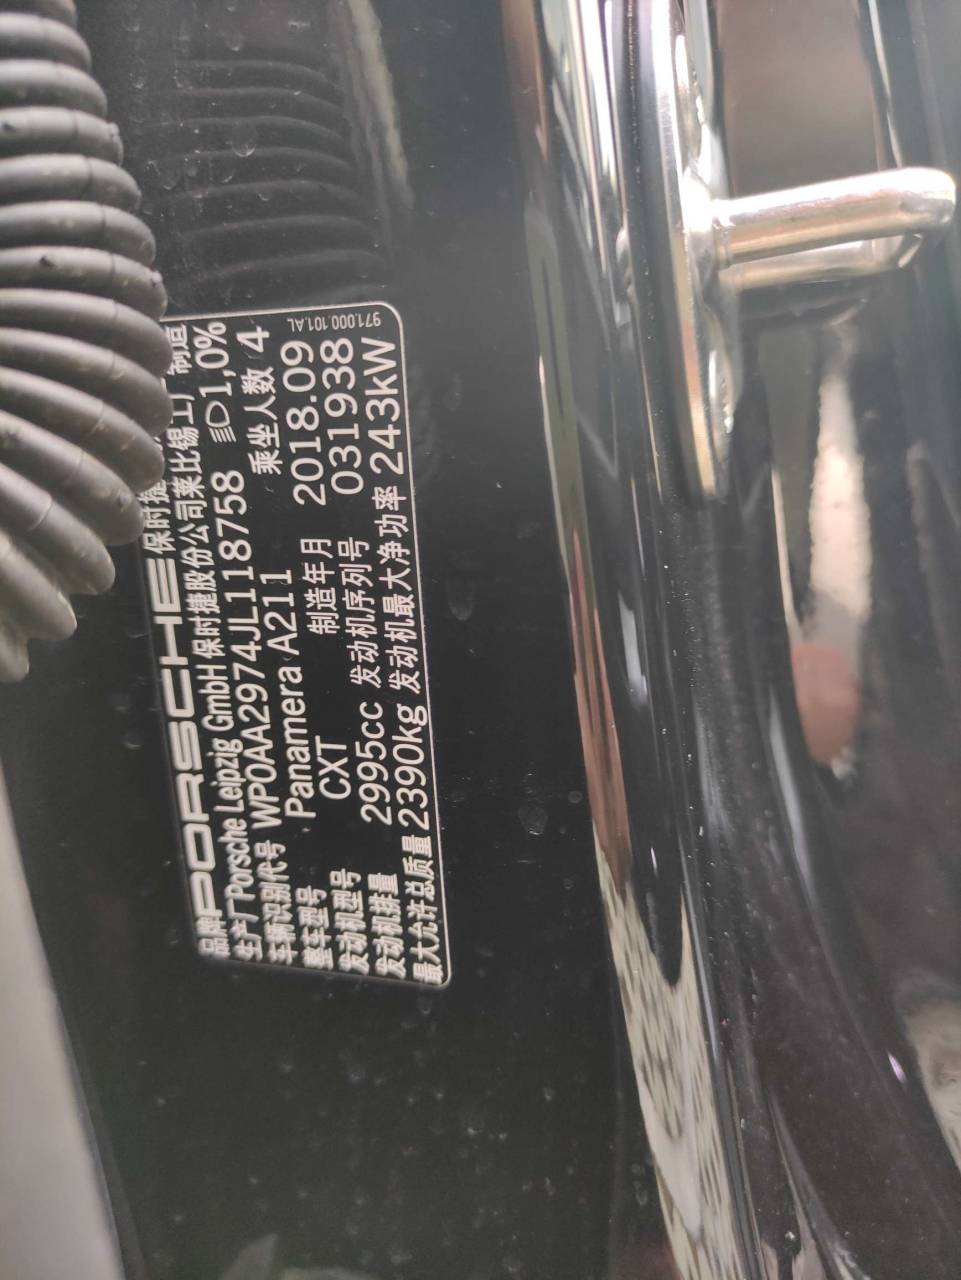 品牌 PORSCHE 保时捷
生产厂 Porsche Leipzig GmbH 保时捷股份公司莱比锡工厂 制造
车辆识别代号 WP0AA2974JL118758 1,0%
整车型号 Panamera A211 乘坐人数 4
发动机型号 CXT 制造年月 2018.09
发动机排量 2995cc 发动机序列号 031938
最大允许总质量 2390kg 发动机最大净功率 243kW
971.000.101.AL